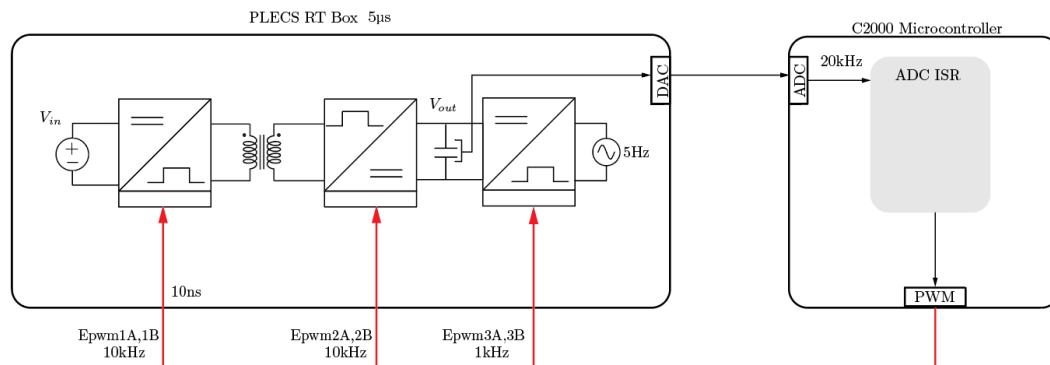 PLECS RT Box 5µs
C2000 Microcontroller
DAC
ADC
20kHz
ADC ISR
V_in
V_out
5Hz
10ns
PWM
Epwm1A,1B
10kHz
Epwm2A,2B
10kHz
Epwm3A,3B
1kHz